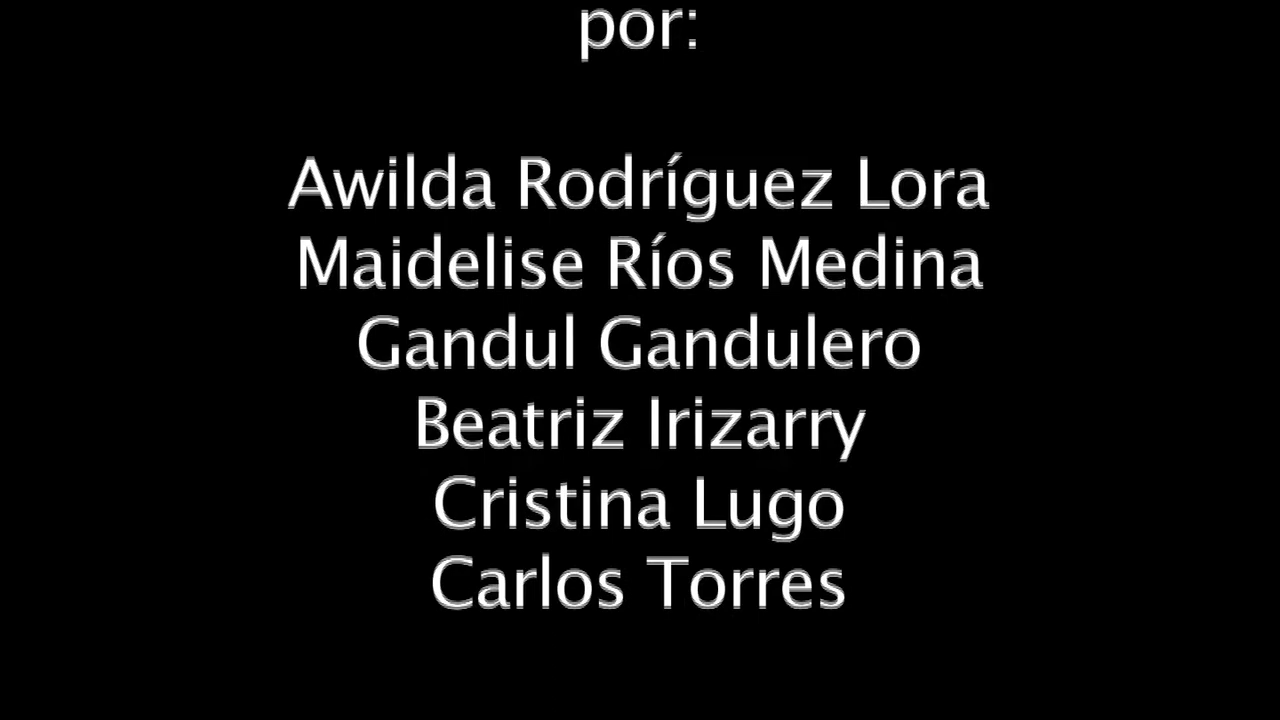 por:
Awilda Rodríguez Lora
Maidelise Ríos Medina
Gandul Gandulero
Beatriz Irizarry
Cristina Lugo
Carlos Torres